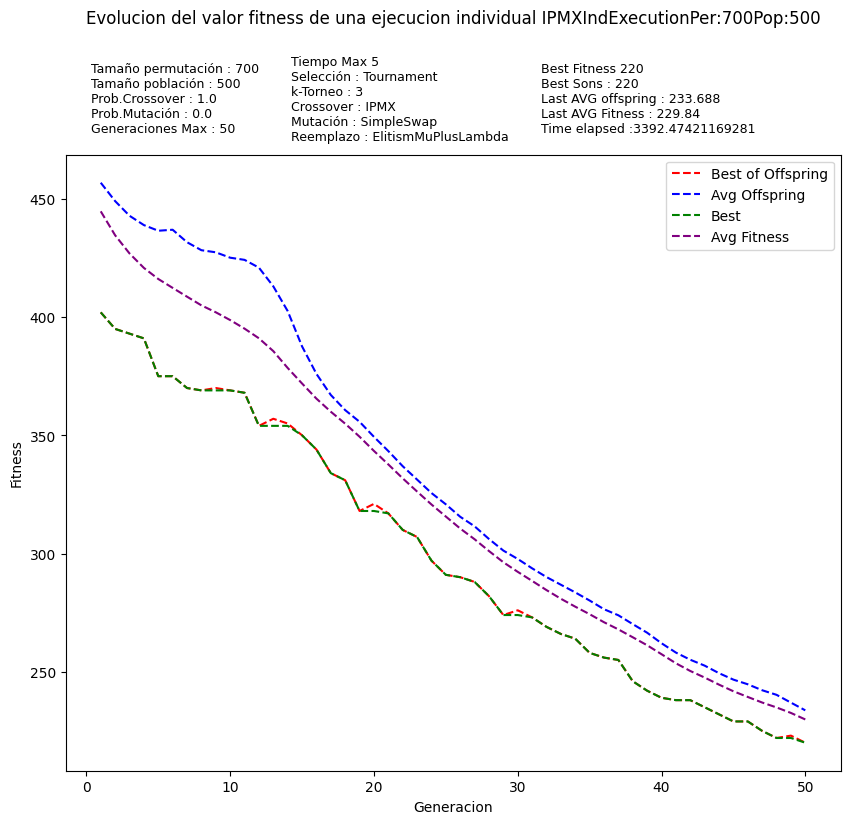 Evolucion del valor fitness de una ejecucion individual IPMXIndExecutionPer:700Pop:500
Tamaño permutación : 700
Tamaño población : 500
Prob.Crossover : 1.0
Prob.Mutación : 0.0
Generaciones Max : 50
Tiempo Max 5
Selección : Tournament
k-Torneo : 3
Crossover : IPMX
Mutación : SimpleSwap
Reemplazo : ElitismMuPlusLambda
Best Fitness 220
Best Sons : 220
Last AVG offspring : 233.688
Last AVG Fitness : 229.84
Time elapsed :3392.47421169281
Best of Offspring
Avg Offspring
Best
Avg Fitness
450
400
350
300
250
Fitness
0 10 20 30 40 50
Generacion